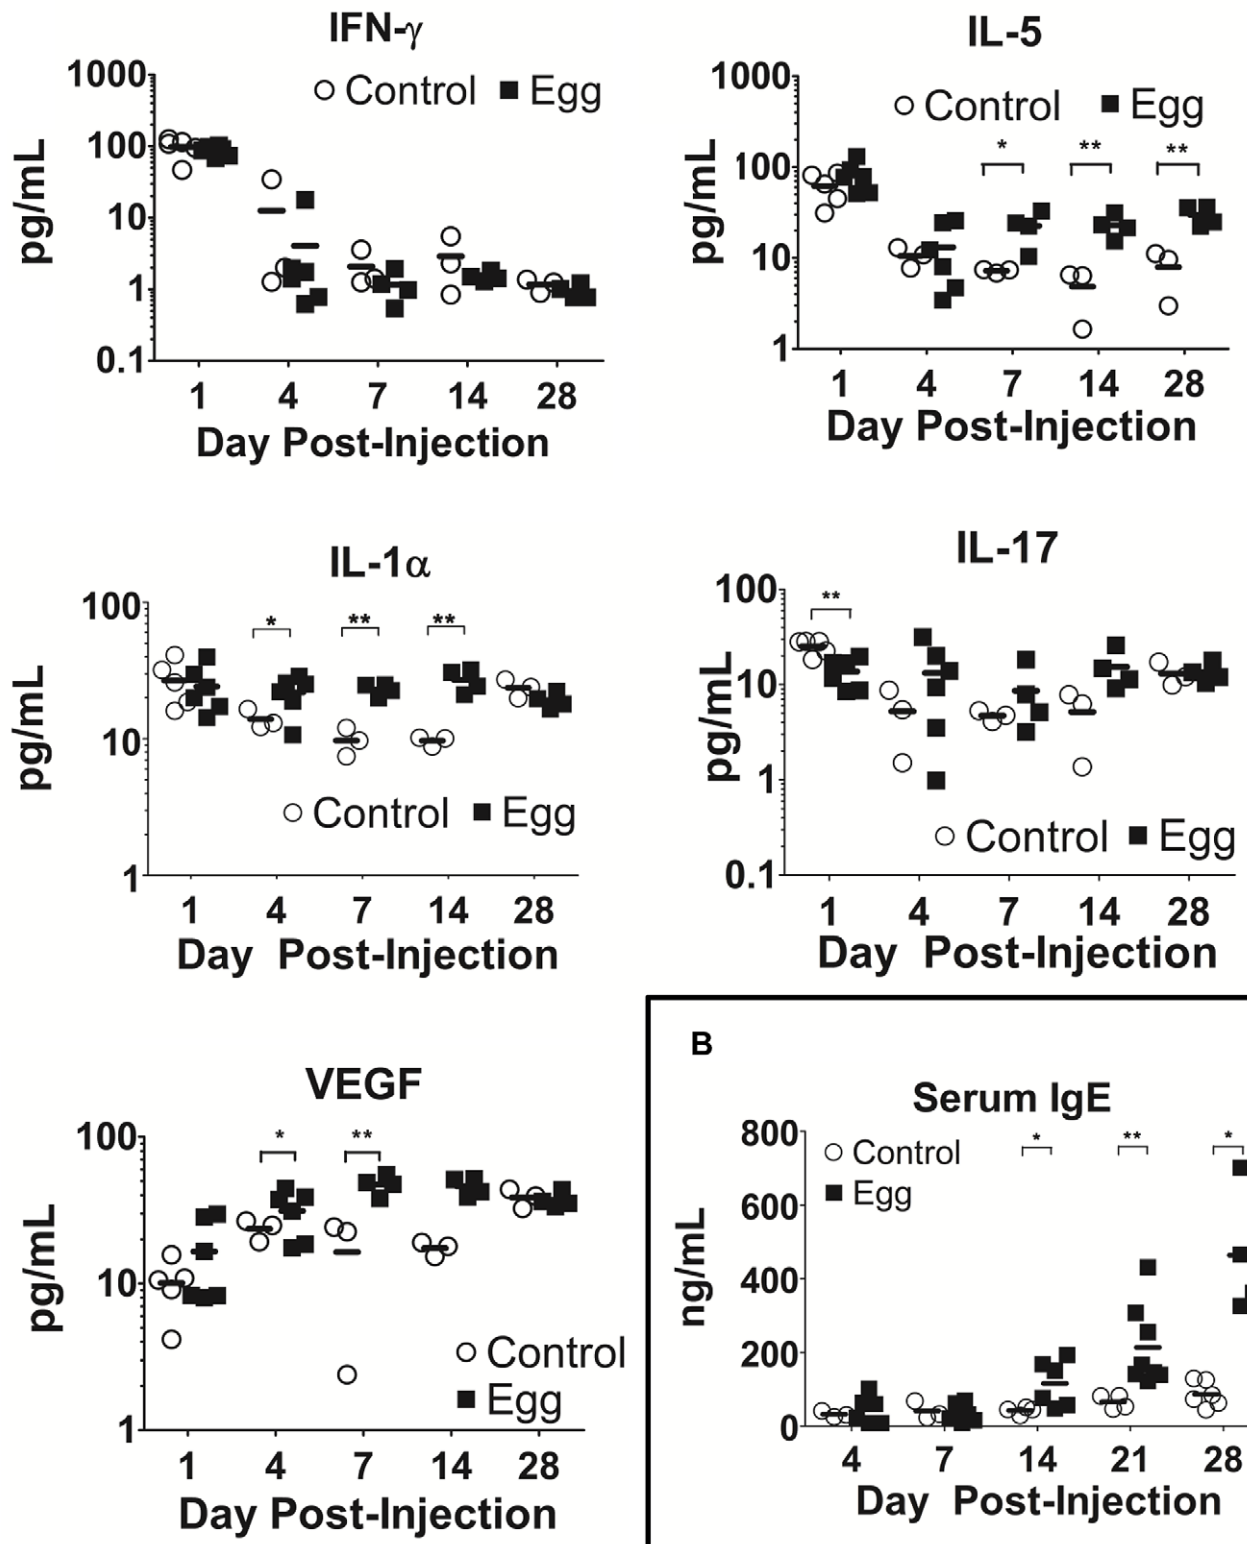 IFN-γ
1000
100
10
1
0.1
pg/mL
Control Egg
1 4 7 14 28
Day Post-Injection
IL-5
1000
100
10
1
pg/mL
Control Egg
* ** **
1 4 7 14 28
Day Post-Injection
IL-1α
100
10
1
pg/mL
* ** **
Control Egg
1 4 7 14 28
Day Post-Injection
IL-17
100
10
1
0.1
pg/mL
**
Control Egg
1 4 7 14 28
Day Post-Injection
VEGF
100
10
1
pg/mL
* **
Control
Egg
1 4 7 14 28
Day Post-Injection
B
Serum IgE
800
600
400
200
0
ng/mL
Control
Egg
* ** *
4 7 14 21 28
Day Post-Injection